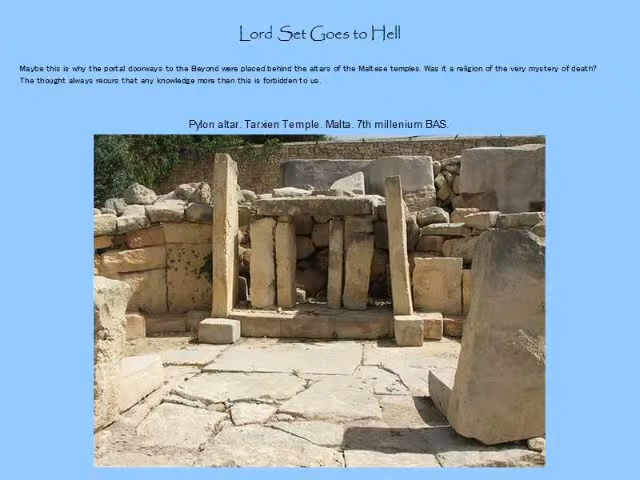 Lord Set Goes to Hell
Maybe this is why the portal doorways to the Beyond were placed behind the altars of the Maltese temples. Was it a religion of the very mystery of death?
The thought always recurs that any knowledge more than this is forbidden to us.
Pylon altar. Tarxien Temple. Malta. 7th millenium BAS.